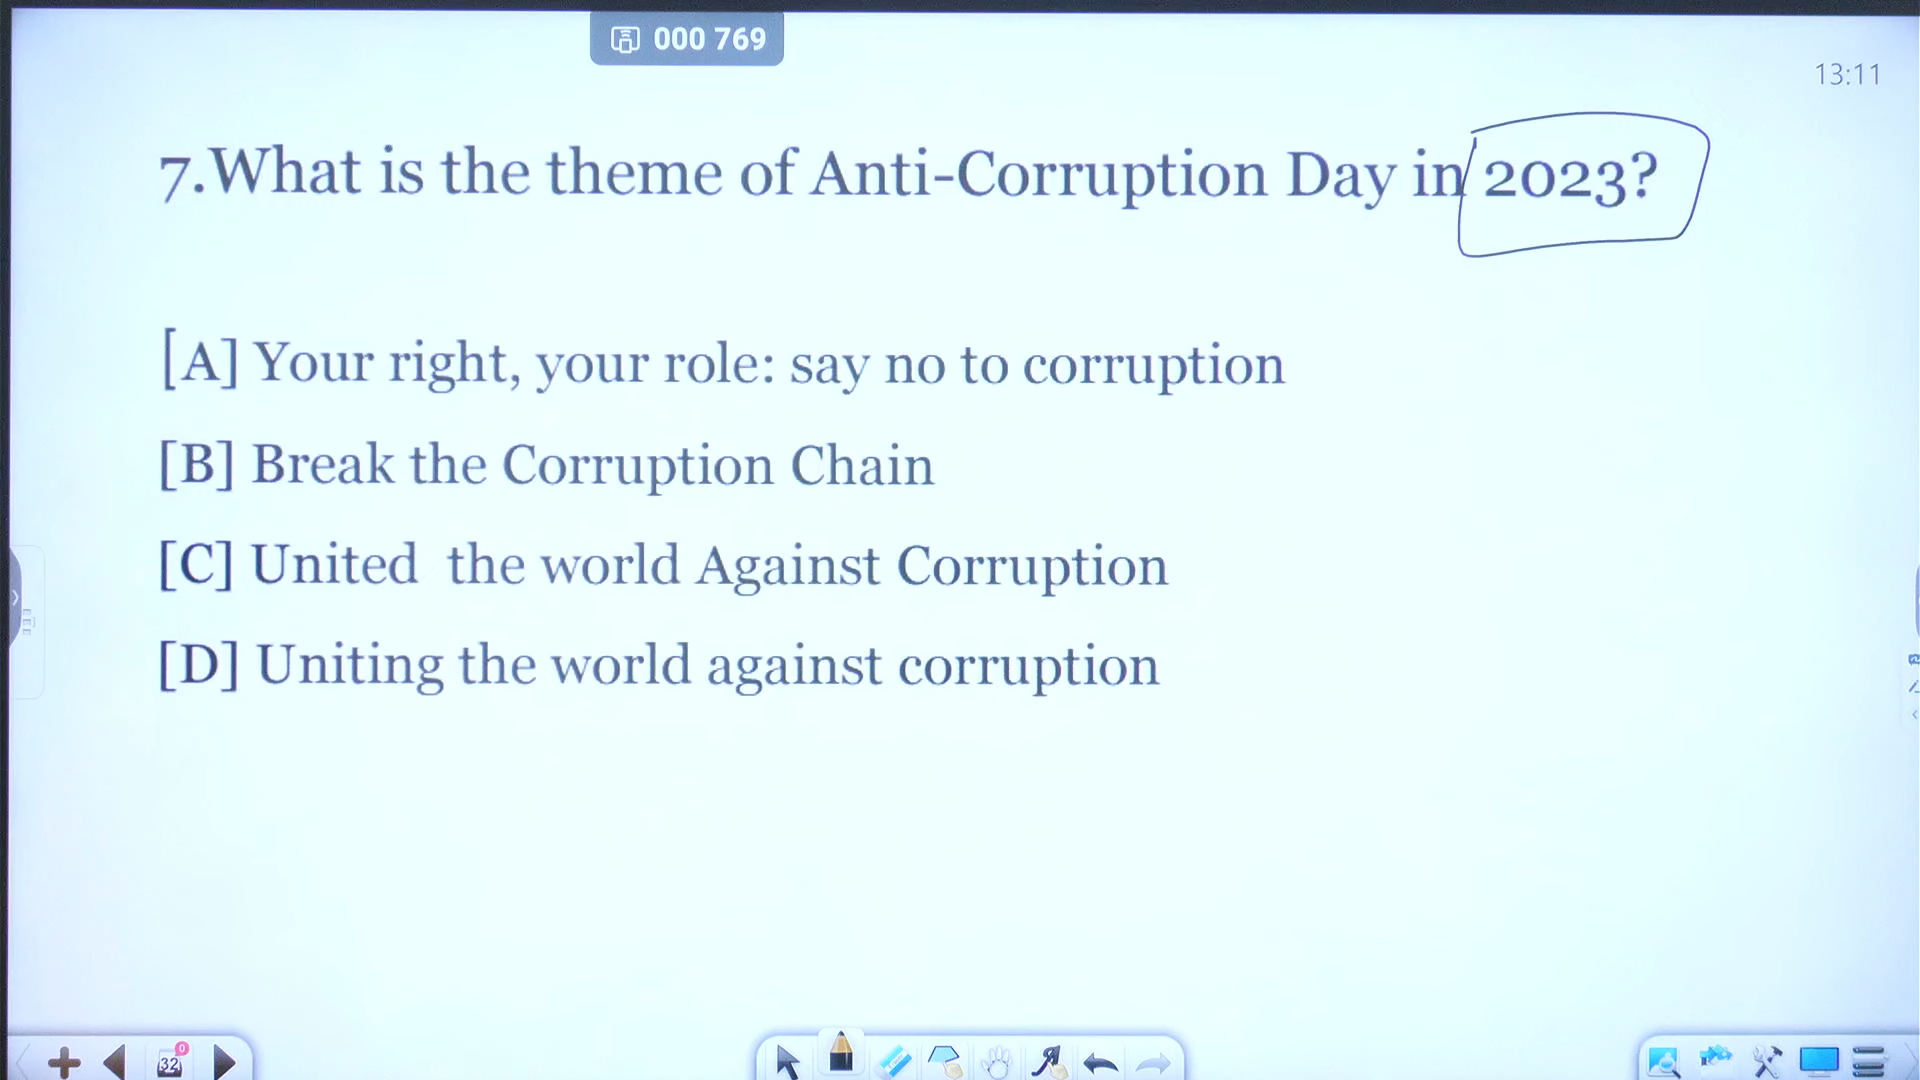 000 769
13:11
7.What is the theme of Anti-Corruption Day in 2023?
[A] Your right, your role: say no to corruption
[B] Break the Corruption Chain
[C] United the world Against Corruption
[D] Uniting the world against corruption
32
0